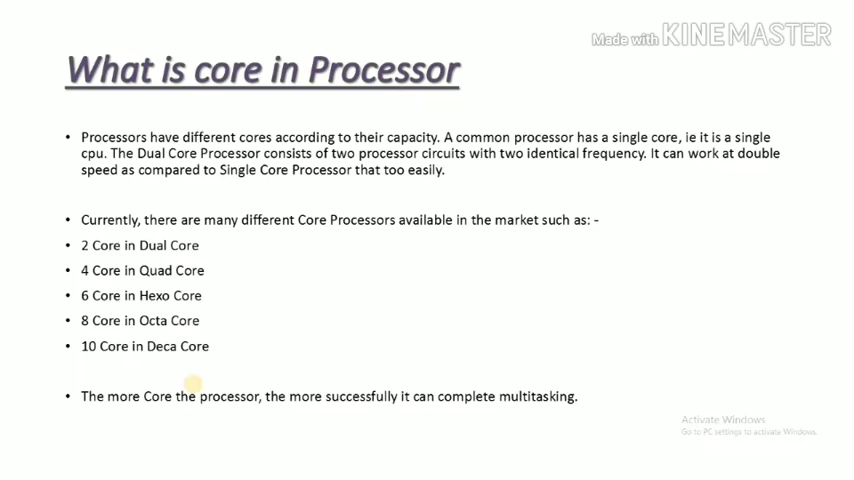 Made with KINEMASTER
What is core in Processor
• Processors have different cores according to their capacity. A common processor has a single core, ie it is a single
cpu. The Dual Core Processor consists of two processor circuits with two identical frequency. It can work at double
speed as compared to Single Core Processor that too easily.
• Currently, there are many different Core Processors available in the market such as: -
• 2 Core in Dual Core
• 4 Core in Quad Core
• 6 Core in Hexo Core
• 8 Core in Octa Core
• 10 Core in Deca Core
• The more Core the processor, the more successfully it can complete multitasking.
Activate Windows
Go to PC settings to activate Windows.